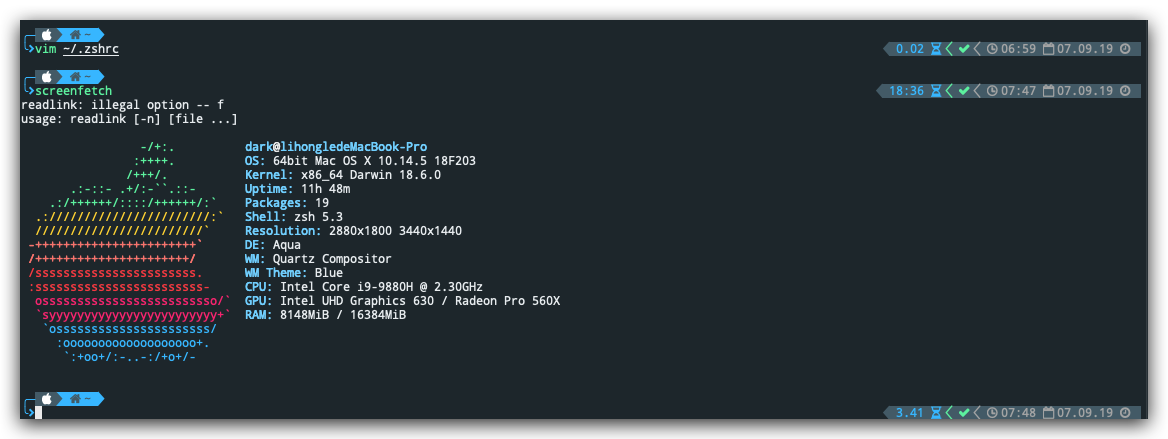 ~
vim ~/.zshrc 0.02 06:59 07.09.19
~
screenfetch 18:36 07:47 07.09.19
readlink: illegal option -- f
usage: readlink [-n] [file ...]
-/+:. dark@lihongledeMacBook-Pro
:++++. OS: 64bit Mac OS X 10.14.5 18F203
/+++/. Kernel: x86_64 Darwin 18.6.0
.:-::- .+/:-``.::- Uptime: 11h 48m
.:/++++++/::::/++++++/:` Packages: 19
.:///////////////////////:` Shell: zsh 5.3
////////////////////////` Resolution: 2880x1800 3440x1440
-+++++++++++++++++++++++` DE: Aqua
/++++++++++++++++++++++/ WM: Quartz Compositor
/sssssssssssssssssssssss. WM Theme: Blue
:ssssssssssssssssssssssss- CPU: Intel Core i9-9880H @ 2.30GHz
osssssssssssssssssssssssso/` GPU: Intel UHD Graphics 630 / Radeon Pro 560X
`syyyyyyyyyyyyyyyyyyyyyyyy+` RAM: 8148MiB / 16384MiB
`ossssssssssssssssssssss/
:ooooooooooooooooooo+.
`:+oo+/:-..-:/+o+/-
~
3.41 07:48 07.09.19